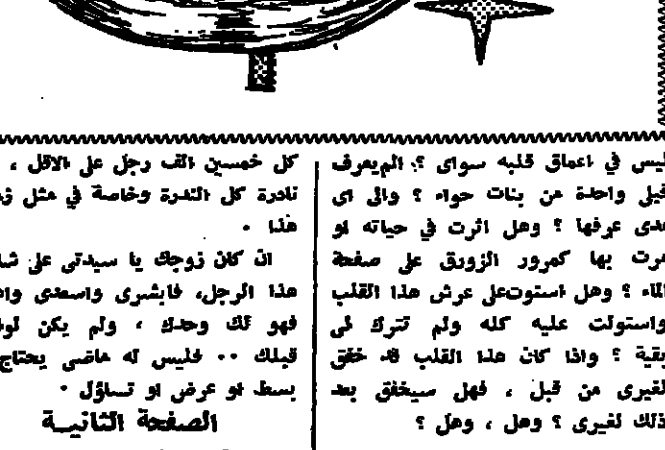 ليس في اعماق قلبه سواى ؟ الم يعرف
قبلى واحدة من بنات حواء ؟ والى اى
مدى عرفها ؟ وهل اثرت في حياته او
مرت بها كمرور الزورق على صفحة
الماء ؟ وهل استوت على عرش هذا القلب
واستولت عليه كله ولم تترك لى
بقية ؟ واذا كان هذا القلب قد خفق
لغيرى من قبل ، فهل سيخفق بعد
ذلك لغيرى ؟ وهل ، وهل ؟
كل خمسين الف رجل على الاقل ،
نادرة كل الندرة وخاصة في مثل
هذا .
ان كان زوجك يا سيدتى على
هذا الرجل، فابشرى واسعدى
فهو لك وحدك ، ولم يكن
قبلك .. فليس له ماضى يحتاج
بسط او عرض او تساؤل .
الصفحة الثانيــة